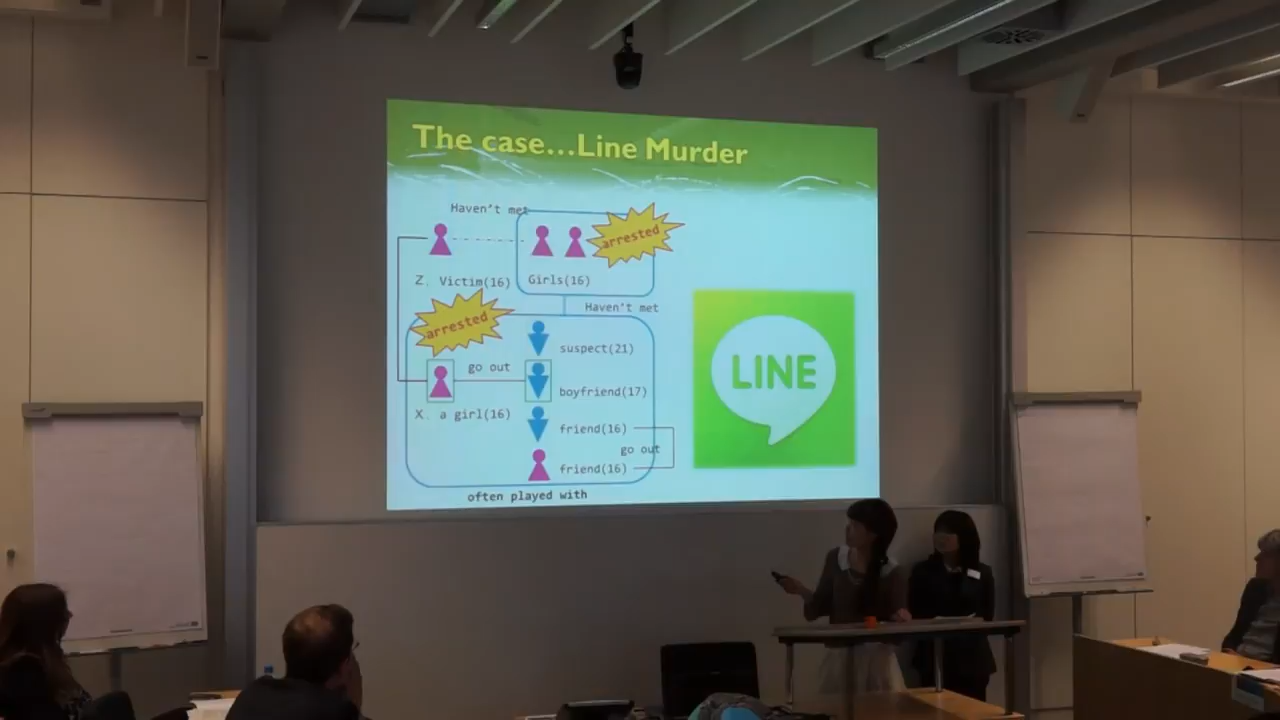 The case...Line Murder
Haven't met
arrested
Z. Victim(16)
Girls(16)
Haven't met
arrested
suspect(21)
go out
boyfriend(17)
X. a girl(16)
friend(16)
go out
friend(16)
often played with
LINE